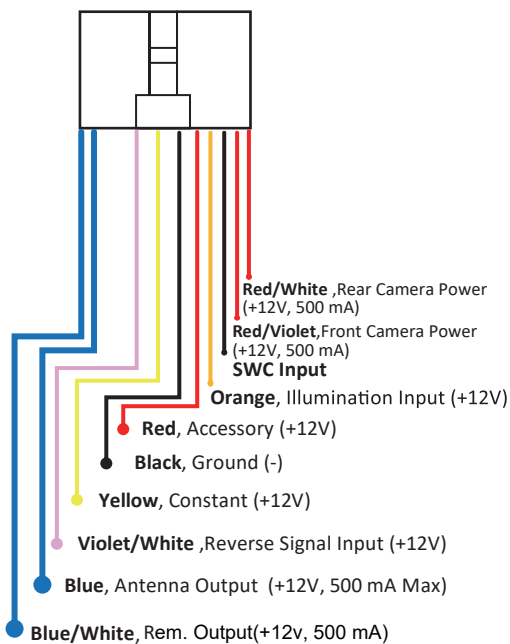 Red/White ,Rear Camera Power
(+12V, 500 mA)
Red/Violet,Front Camera Power
(+12V, 500 mA)
SWC Input
Orange, Illumination Input (+12V)
Red, Accessory (+12V)
Black, Ground (-)
Yellow, Constant (+12V)
Violet/White ,Reverse Signal Input (+12V)
Blue, Antenna Output (+12V, 500 mA Max)
Blue/White, Rem. Output(+12v, 500 mA)